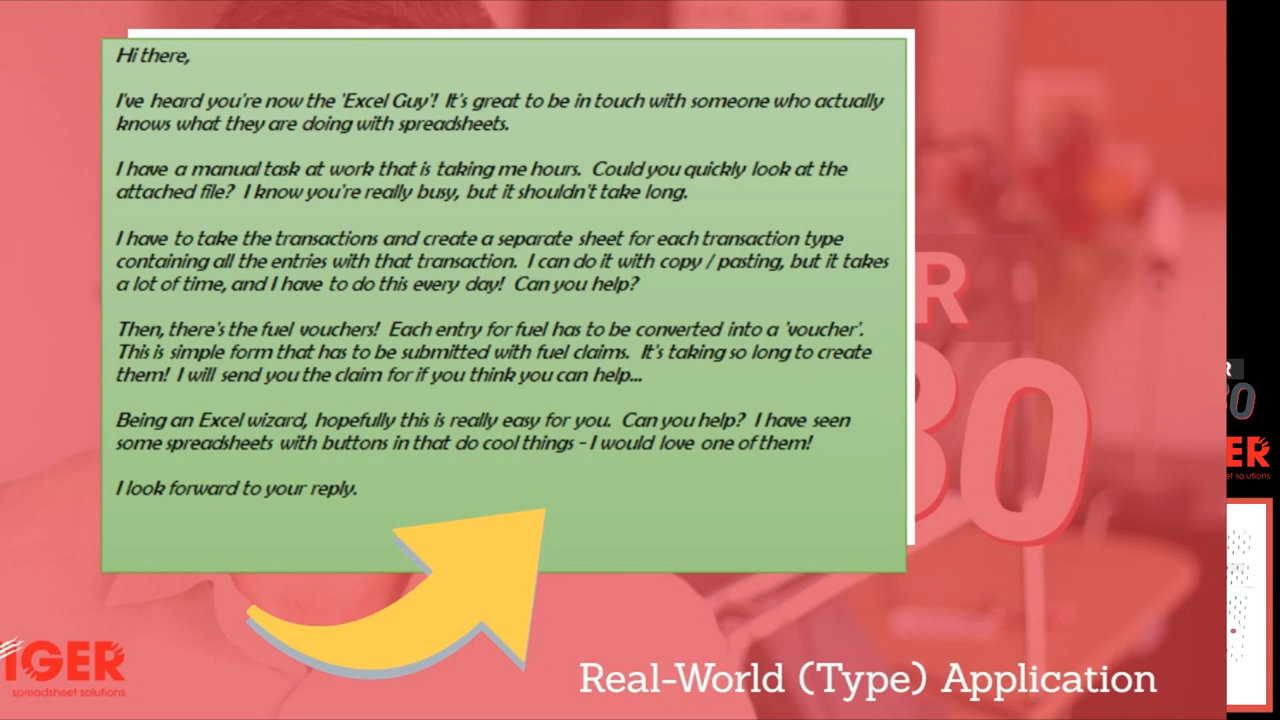 Hi there,
I've heard you're now the 'Excel Guy'! It's great to be in touch with someone who actually
knows what they are doing with spreadsheets.
I have a manual task at work that is taking me hours. Could you quickly look at the
attached file? I know you're really busy, but it shouldn't take long.
I have to take the transactions and create a separate sheet for each transaction type
containing all the entries with that transaction. I can do it with copy / pasting, but it takes
a lot of time, and I have to do this every day! Can you help?
Then, there's the fuel vouchers! Each entry for fuel has to be converted into a 'voucher'.
This is simple form that has to be submitted with fuel claims. It's taking so long to create
them! I will send you the claim for if you think you can help...
Being an Excel wizard, hopefully this is really easy for you. Can you help? I have seen
some spreadsheets with buttons in that do cool things - I would love one of them!
I look forward to your reply.
R
30
R
30
ER
et solutions
TIGER
spreadsheet solutions
Real-World (Type) Application